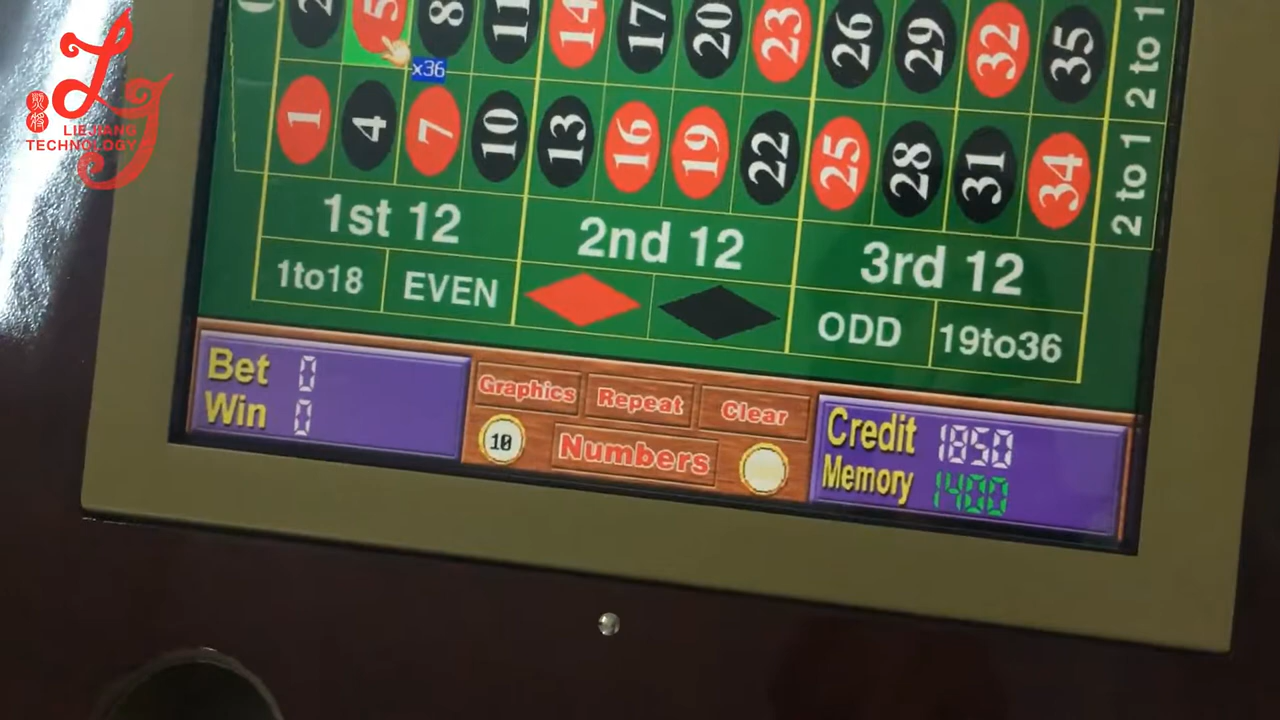 0 2 5 8 11 14 17 20 23 26 29 32 35 2 to 1
x36
1 4 7 10 13 16 19 22 25 28 31 34 2 to 1
1st 12 2nd 12 3rd 12
1to18 EVEN ODD 19to36
Bet 0
Win 0
Graphics Repeat Clear
10 Numbers
Credit 1850
Memory 1400
LIEJIANG
TECHNOLOGY